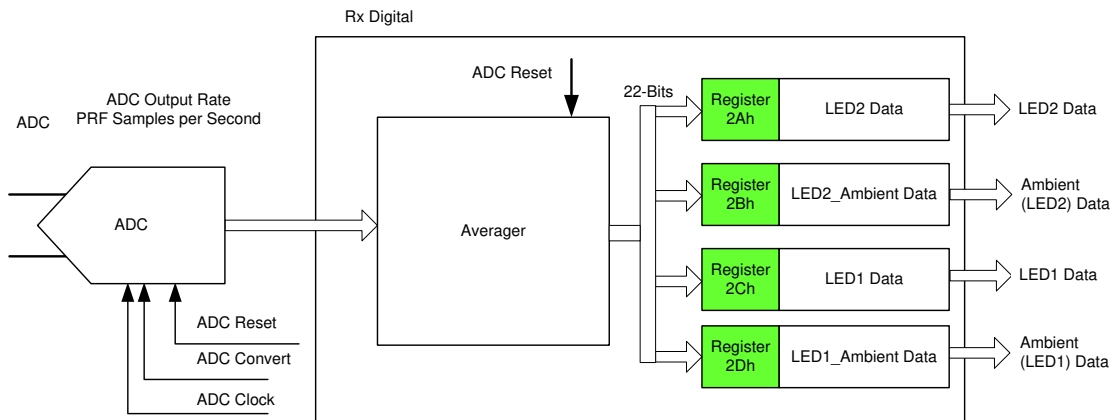 Rx Digital
ADC Output Rate
PRF Samples per Second
ADC
ADC
ADC Reset
ADC Convert
ADC Clock
ADC Reset
Averager
22-Bits
Register
2Ah
LED2 Data
LED2 Data
Register
2Bh
LED2_Ambient Data
Ambient
(LED2) Data
Register
2Ch
LED1 Data
LED1 Data
Register
2Dh
LED1_Ambient Data
Ambient
(LED1) Data